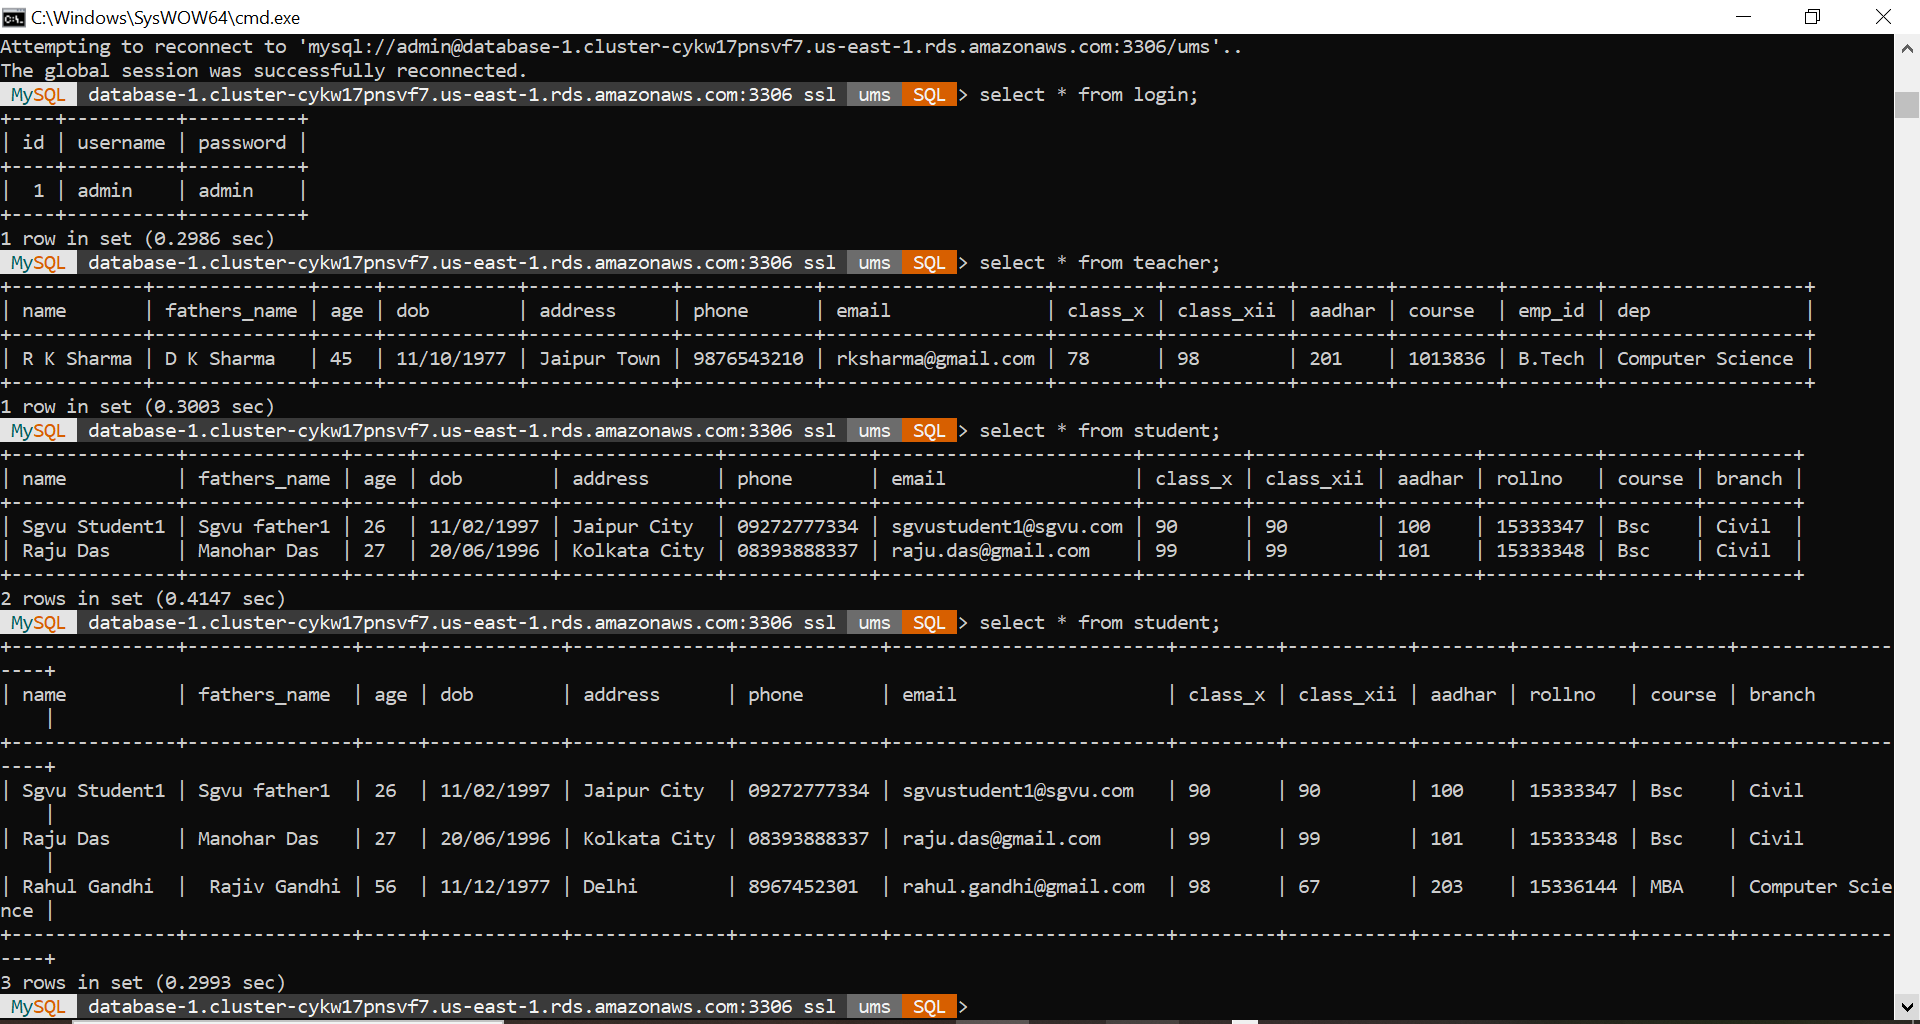 C:\Windows\SysWOW64\cmd.exe
Attempting to reconnect to 'mysql://admin@database-1.cluster-cykw17pnsvf7.us-east-1.rds.amazonaws.com:3306/ums'..
The global session was successfully reconnected.
MySQL database-1.cluster-cykw17pnsvf7.us-east-1.rds.amazonaws.com:3306 ssl ums SQL > select * from login;
+----+----------+----------+
| id | username | password |
+----+----------+----------+
|  1 | admin    | admin    |
+----+----------+----------+
1 row in set (0.2986 sec)
MySQL database-1.cluster-cykw17pnsvf7.us-east-1.rds.amazonaws.com:3306 ssl ums SQL > select * from teacher;
+------------+--------------+-----+------------+-------------+------------+--------------------+---------+-----------+--------+---------+--------+------------------+
| name       | fathers_name | age | dob        | address     | phone      | email              | class_x | class_xii | aadhar | course  | emp_id | dep              |
+------------+--------------+-----+------------+-------------+------------+--------------------+---------+-----------+--------+---------+--------+------------------+
| R K Sharma | D K Sharma   | 45  | 11/10/1977 | Jaipur Town | 9876543210 | rksharma@gmail.com | 78      | 98        | 201    | 1013836 | B.Tech | Computer Science |
+------------+--------------+-----+------------+-------------+------------+--------------------+---------+-----------+--------+---------+--------+------------------+
1 row in set (0.3003 sec)
MySQL database-1.cluster-cykw17pnsvf7.us-east-1.rds.amazonaws.com:3306 ssl ums SQL > select * from student;
+---------------+--------------+-----+------------+--------------+-------------+-----------------------+---------+-----------+--------+----------+--------+--------+
| name          | fathers_name | age | dob        | address      | phone       | email                 | class_x | class_xii | aadhar | rollno   | course | branch |
+---------------+--------------+-----+------------+--------------+-------------+-----------------------+---------+-----------+--------+----------+--------+--------+
| Sgvu Student1 | Sgvu father1 | 26  | 11/02/1997 | Jaipur City  | 09272777334 | sgvustudent1@sgvu.com | 90      | 90        | 100    | 15333347 | Bsc    | Civil  |
| Raju Das      | Manohar Das  | 27  | 20/06/1996 | Kolkata City | 08393888337 | raju.das@gmail.com    | 99      | 99        | 101    | 15333348 | Bsc    | Civil  |
+---------------+--------------+-----+------------+--------------+-------------+-----------------------+---------+-----------+--------+----------+--------+--------+
2 rows in set (0.4147 sec)
MySQL database-1.cluster-cykw17pnsvf7.us-east-1.rds.amazonaws.com:3306 ssl ums SQL > select * from student;
+---------------+---------------+-----+------------+--------------+-------------+-------------------------+---------+-----------+--------+----------+--------+--------------
----+
| name          | fathers_name  | age | dob        | address      | phone       | email                   | class_x | class_xii | aadhar | rollno   | course | branch
    |
+---------------+---------------+-----+------------+--------------+-------------+-------------------------+---------+-----------+--------+----------+--------+--------------
----+
| Sgvu Student1 | Sgvu father1  | 26  | 11/02/1997 | Jaipur City  | 09272777334 | sgvustudent1@sgvu.com   | 90      | 90        | 100    | 15333347 | Bsc    | Civil
    |
| Raju Das      | Manohar Das   | 27  | 20/06/1996 | Kolkata City | 08393888337 | raju.das@gmail.com      | 99      | 99        | 101    | 15333348 | Bsc    | Civil
    |
| Rahul Gandhi  |  Rajiv Gandhi | 56  | 11/12/1977 | Delhi        | 8967452301  | rahul.gandhi@gmail.com  | 98      | 67        | 203    | 15336144 | MBA    | Computer Scie
nce |
+---------------+---------------+-----+------------+--------------+-------------+-------------------------+---------+-----------+--------+----------+--------+--------------
----+
3 rows in set (0.2993 sec)
MySQL database-1.cluster-cykw17pnsvf7.us-east-1.rds.amazonaws.com:3306 ssl ums SQL >